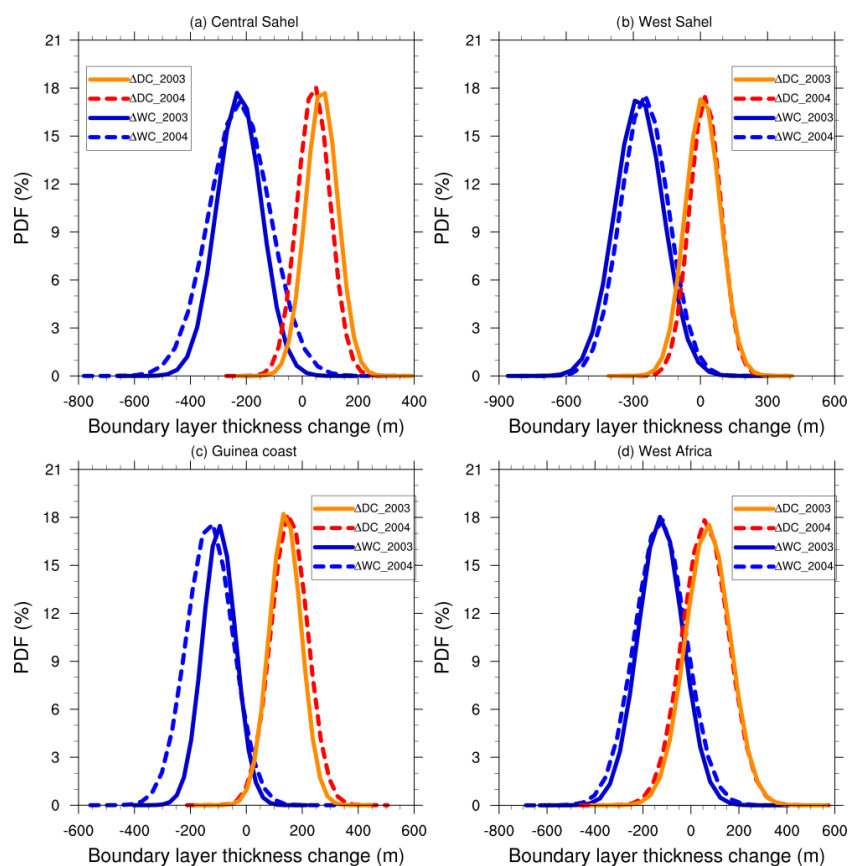 (a) Central Sahel
21
18
15
12
9
6
3
0
PDF (%)
ΔDC_2003
ΔDC_2004
ΔWC_2003
ΔWC_2004
-800 -600 -400 -200 0 200 400
Boundary layer thickness change (m)
(b) West Sahel
21
18
15
12
9
6
3
0
PDF (%)
ΔDC_2003
ΔDC_2004
ΔWC_2003
ΔWC_2004
-900 -600 -300 0 300 600
Boundary layer thickness change (m)
(c) Guinea coast
21
18
15
12
9
6
3
0
PDF (%)
ΔDC_2003
ΔDC_2004
ΔWC_2003
ΔWC_2004
-600 -400 -200 0 200 400 600
Boundary layer thickness change (m)
(d) West Africa
21
18
15
12
9
6
3
0
PDF (%)
ΔDC_2003
ΔDC_2004
ΔWC_2003
ΔWC_2004
-800 -600 -400 -200 0 200 400 600
Boundary layer thickness change (m)